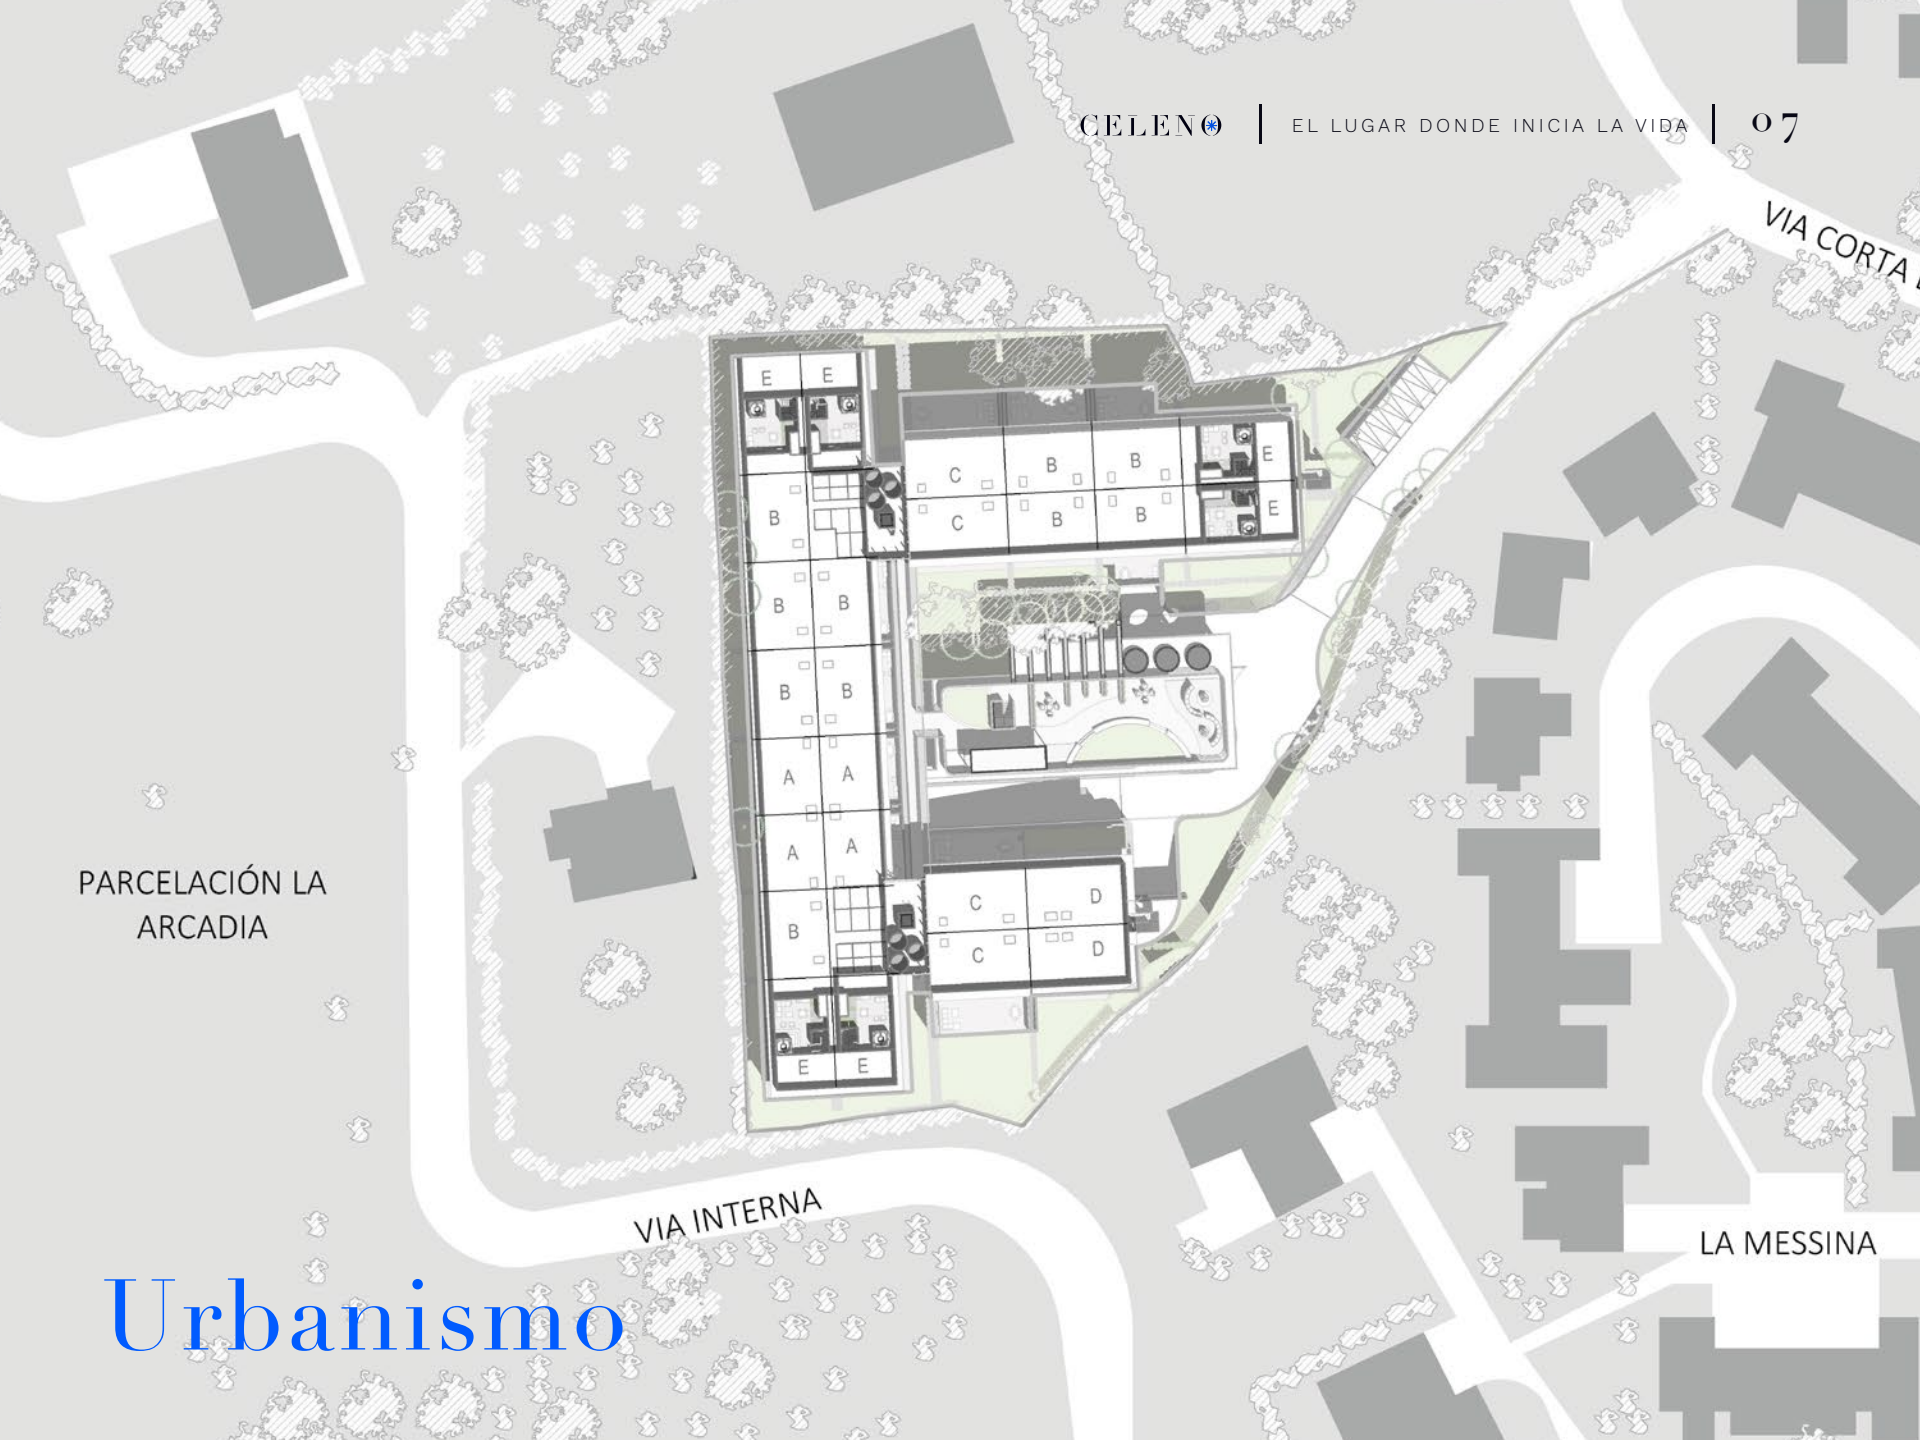 CELENO | EL LUGAR DONDE INICIA LA VIDA | 07
VIA CORTA
E E
E
C B B
B
E
C B B
B B
B B
A A
A A
C D
B
C D
E E
PARCELACIÓN LA
ARCADIA
VIA INTERNA
LA MESSINA
Urbanismo